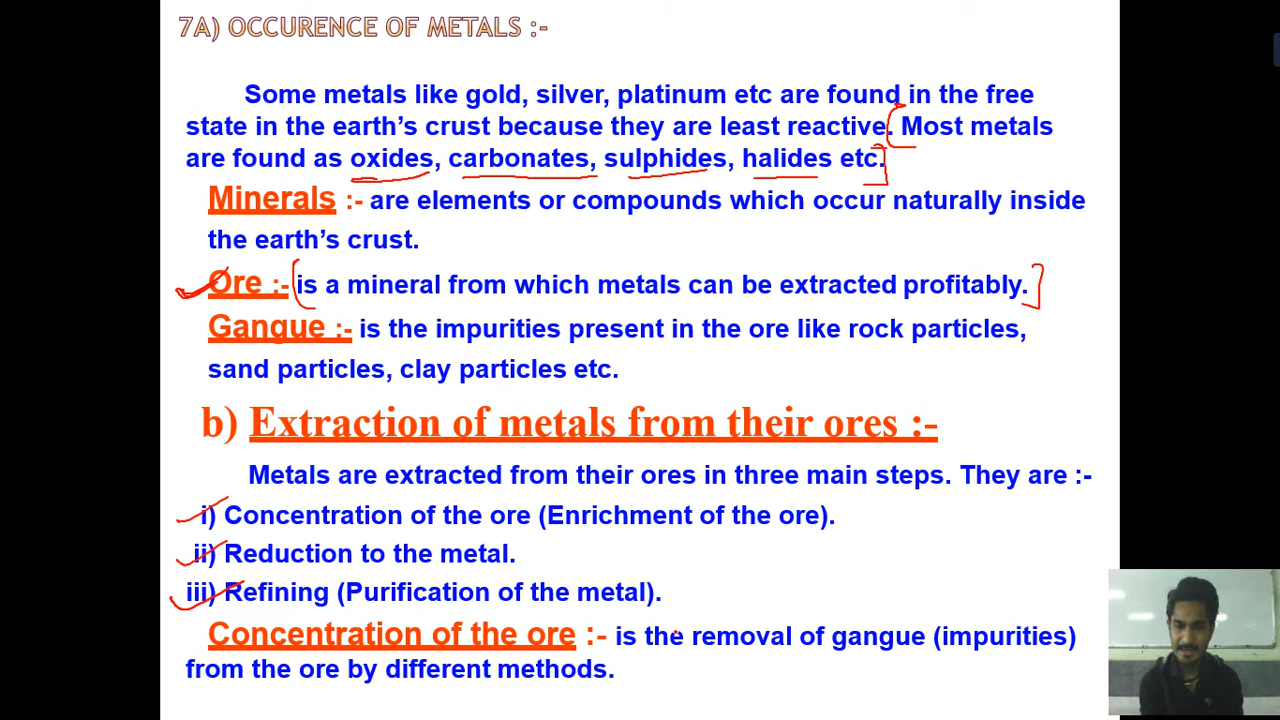 7A) OCCURENCE OF METALS :-
Some metals like gold, silver, platinum etc are found in the free
state in the earth's crust because they are least reactive. Most metals
are found as oxides, carbonates, sulphides, halides etc.
Minerals :- are elements or compounds which occur naturally inside
the earth's crust.
Ore :- is a mineral from which metals can be extracted profitably.
Gangue :- is the impurities present in the ore like rock particles,
sand particles, clay particles etc.
b) Extraction of metals from their ores :-
Metals are extracted from their ores in three main steps. They are :-
i) Concentration of the ore (Enrichment of the ore).
ii) Reduction to the metal.
iii) Refining (Purification of the metal).
Concentration of the ore :- is the removal of gangue (impurities)
from the ore by different methods.